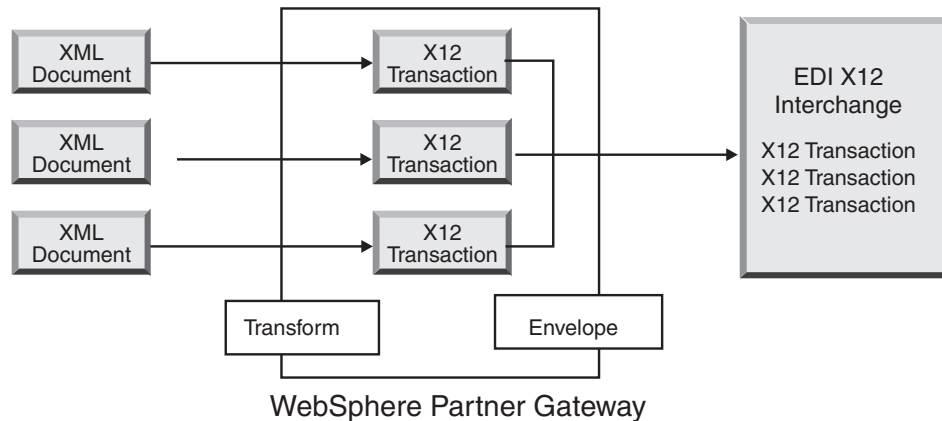 XML
Document
X12
Transaction
XML
Document
X12
Transaction
XML
Document
X12
Transaction
EDI X12
Interchange
X12 Transaction
X12 Transaction
X12 Transaction
Transform
Envelope
WebSphere Partner Gateway